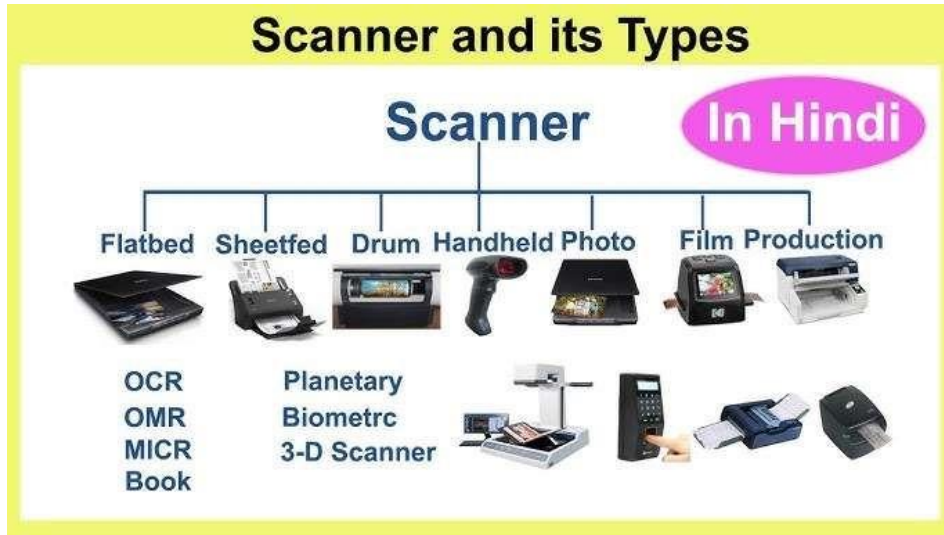 Scanner and its Types
Scanner
In Hindi
Flatbed Sheetfed Drum Handheld Photo Film Production
OCR
OMR
MICR
Book
Planetary
Biometrc
3-D Scanner